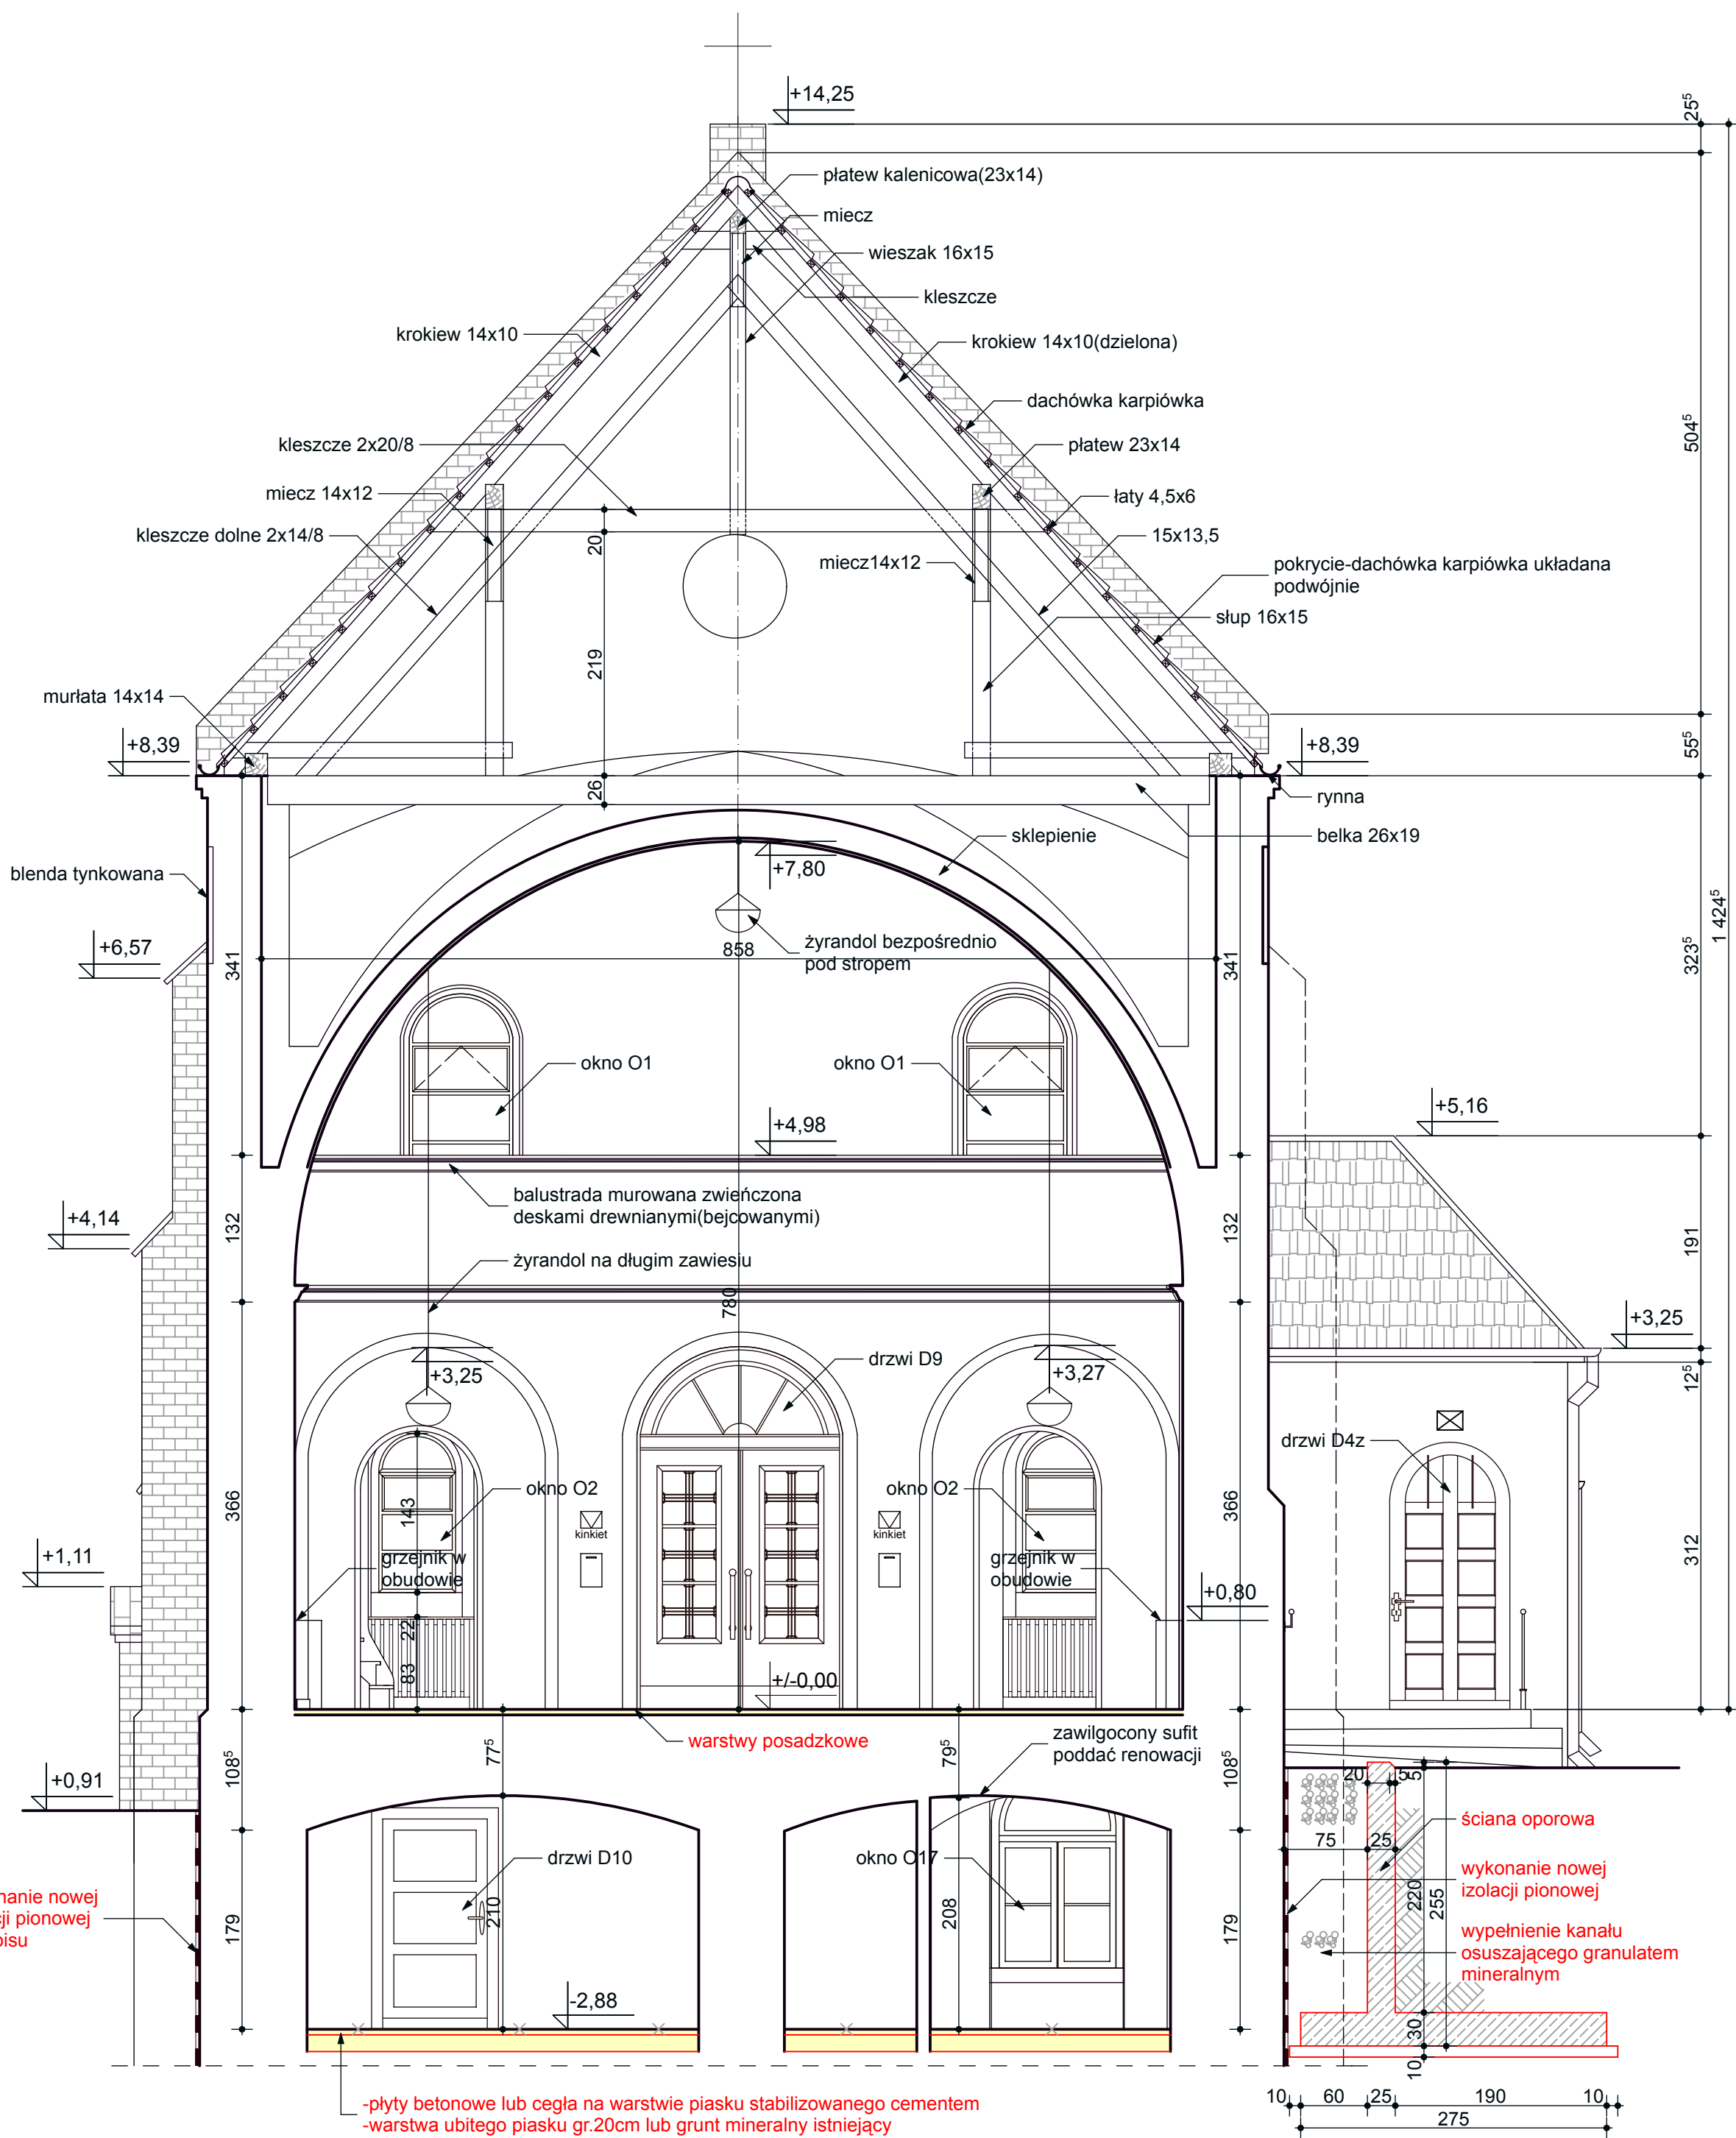 +14,25
25⁵
płatew kalenicowa(23x14)
miecz
wieszak 16x15
kleszcze
krokiew 14x10
krokiew 14x10(dzielona)
dachówka karpiówka
504⁵
kleszcze 2x20/8
płatew 23x14
miecz 14x12
łaty 4,5x6
kleszcze dolne 2x14/8
20
15x13,5
miecz14x12
pokrycie-dachówka karpiówka układana
podwójnie
słup 16x15
219
murłata 14x14
+8,39
+8,39
55⁵
26
rynna
sklepienie
belka 26x19
blenda tynkowana
+7,80
1 424⁵
+6,57
341
858
żyrandol bezpośrednio
pod stropem
341
323⁵
okno O1
okno O1
+4,98
+5,16
balustrada murowana zwieńczona
deskami drewnianymi(bejcowanymi)
+4,14
132
132
191
żyrandol na długim zawiesiu
780
+3,25
+3,25
+3,27
drzwi D9
12⁵
drzwi D4z
366
143
okno O2
okno O2
366
kinkiet
kinkiet
+1,11
grzejnik w
obudowie
grzejnik w
obudowie
312
+0,80
22
83
+/-0,00
warstwy posadzkowe
zawilgocony sufit
poddać renowacji
108⁵
77⁵
79⁵
108⁵
+0,91
20
5
5
ściana oporowa
75
25
drzwi D10
okno O17
wykonanie nowej
izolacji pionowej
nanie nowej
ji pionowej
isu
179
210
208
179
220
255
wypełnienie kanału
osuszającego granulatem
mineralnym
-2,88
30
10
-płyty betonowe lub cegła na warstwie piasku stabilizowanego cementem
-warstwa ubitego piasku gr.20cm lub grunt mineralny istniejący
10
60
25
190
10
275